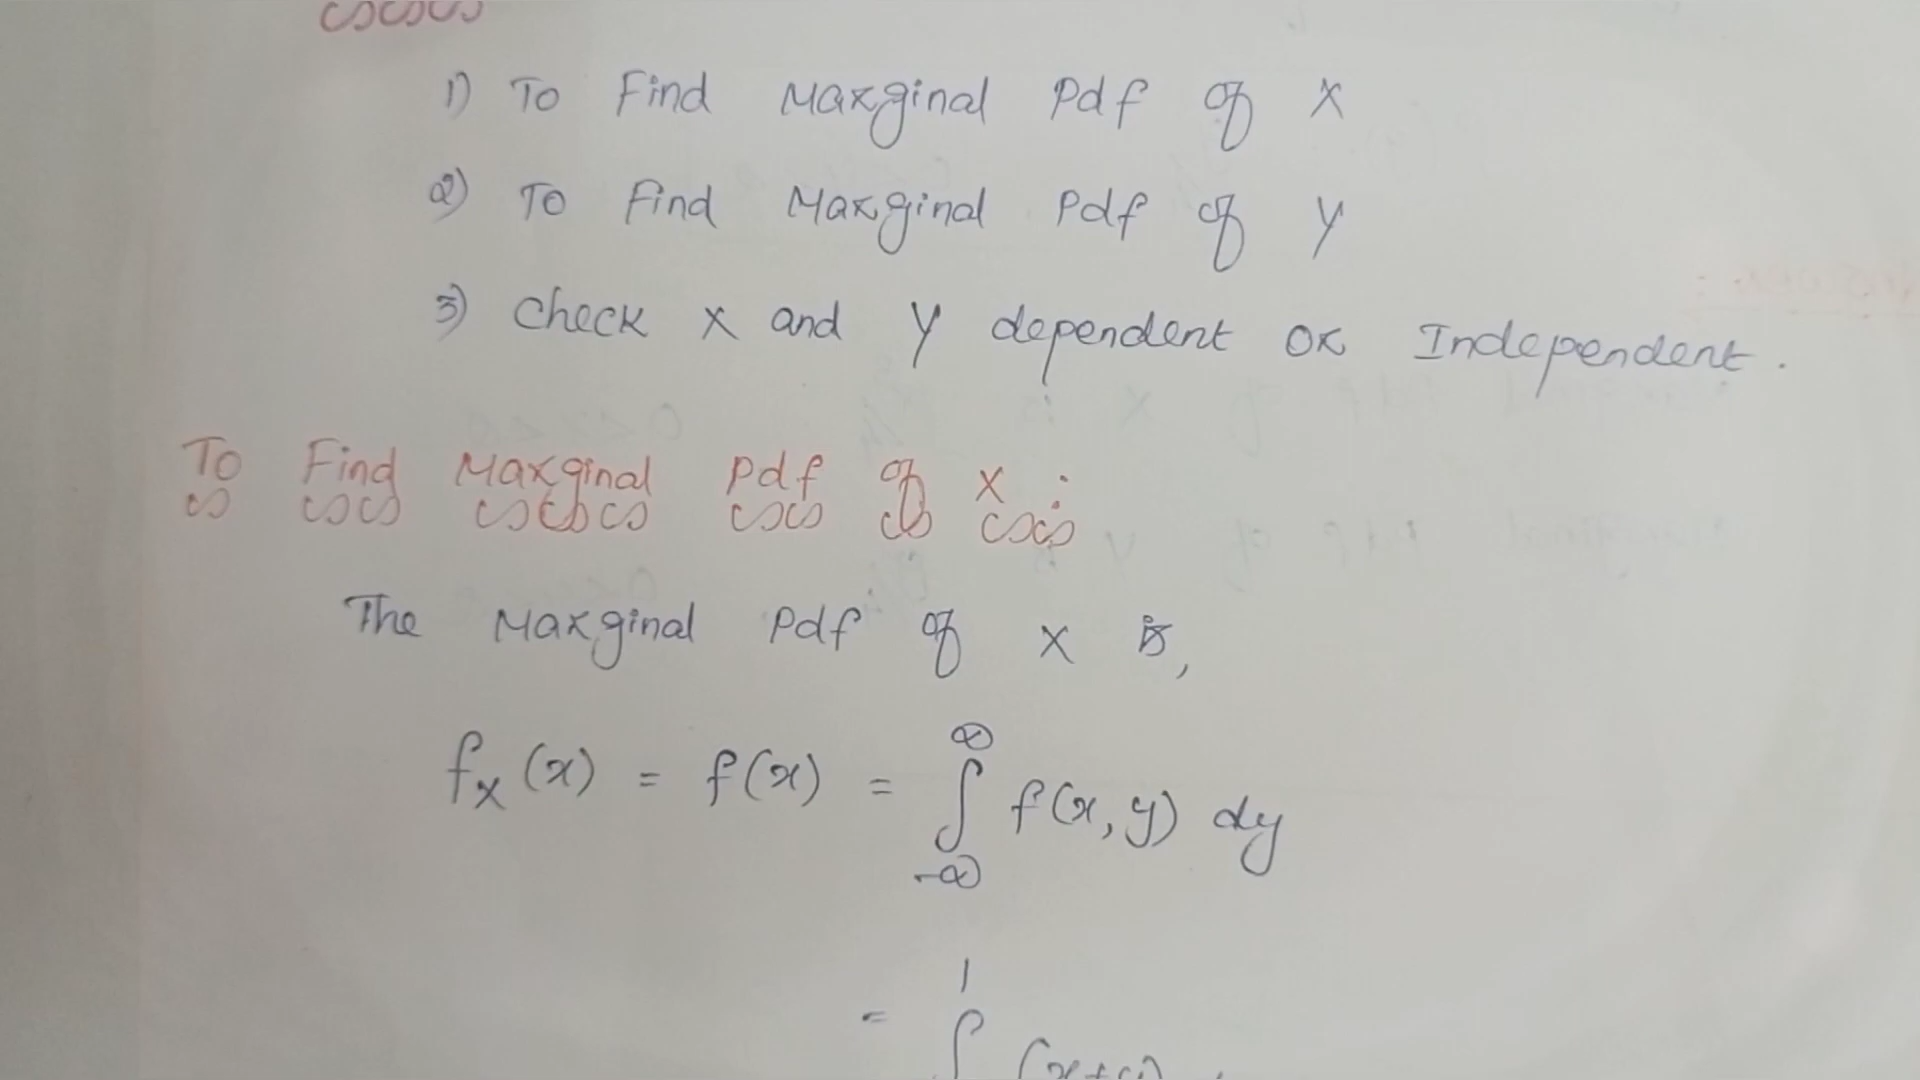 1) To Find Marginal Pdf of X
2) To Find Marginal Pdf of Y
3) Check X and Y dependent or Independent.
To Find Marginal Pdf of X :
The Marginal Pdf of X is,
fx (x) = f(x) = ∫_{-∞}^{∞} f(x,y) dy
1
= ∫ (x+y)